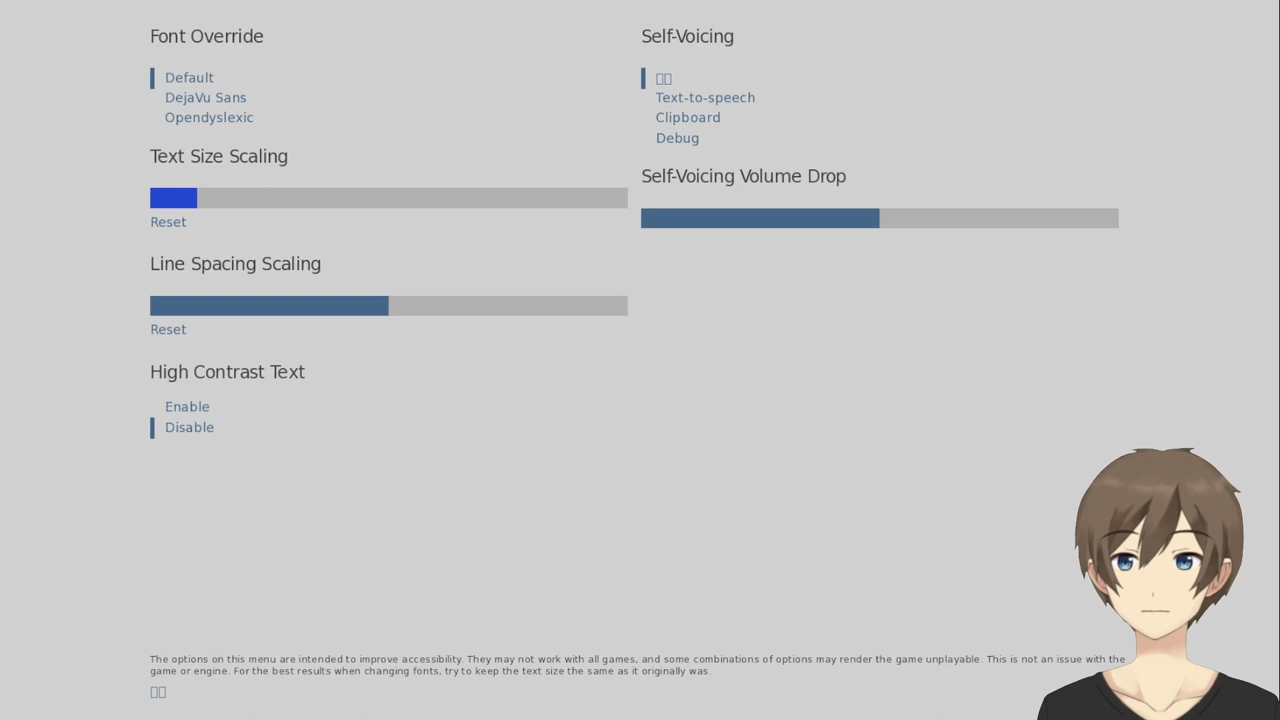 Font Override
Default
DejaVu Sans
Opendyslexic
Text Size Scaling
Reset
Line Spacing Scaling
Reset
High Contrast Text
Enable
Disable
Self-Voicing
Text-to-speech
Clipboard
Debug
Self-Voicing Volume Drop
The options on this menu are intended to improve accessibility. They may not work with all games, and some combinations of options may render the game unplayable. This is not an issue with the
game or engine. For the best results when changing fonts, try to keep the text size the same as it originally was.